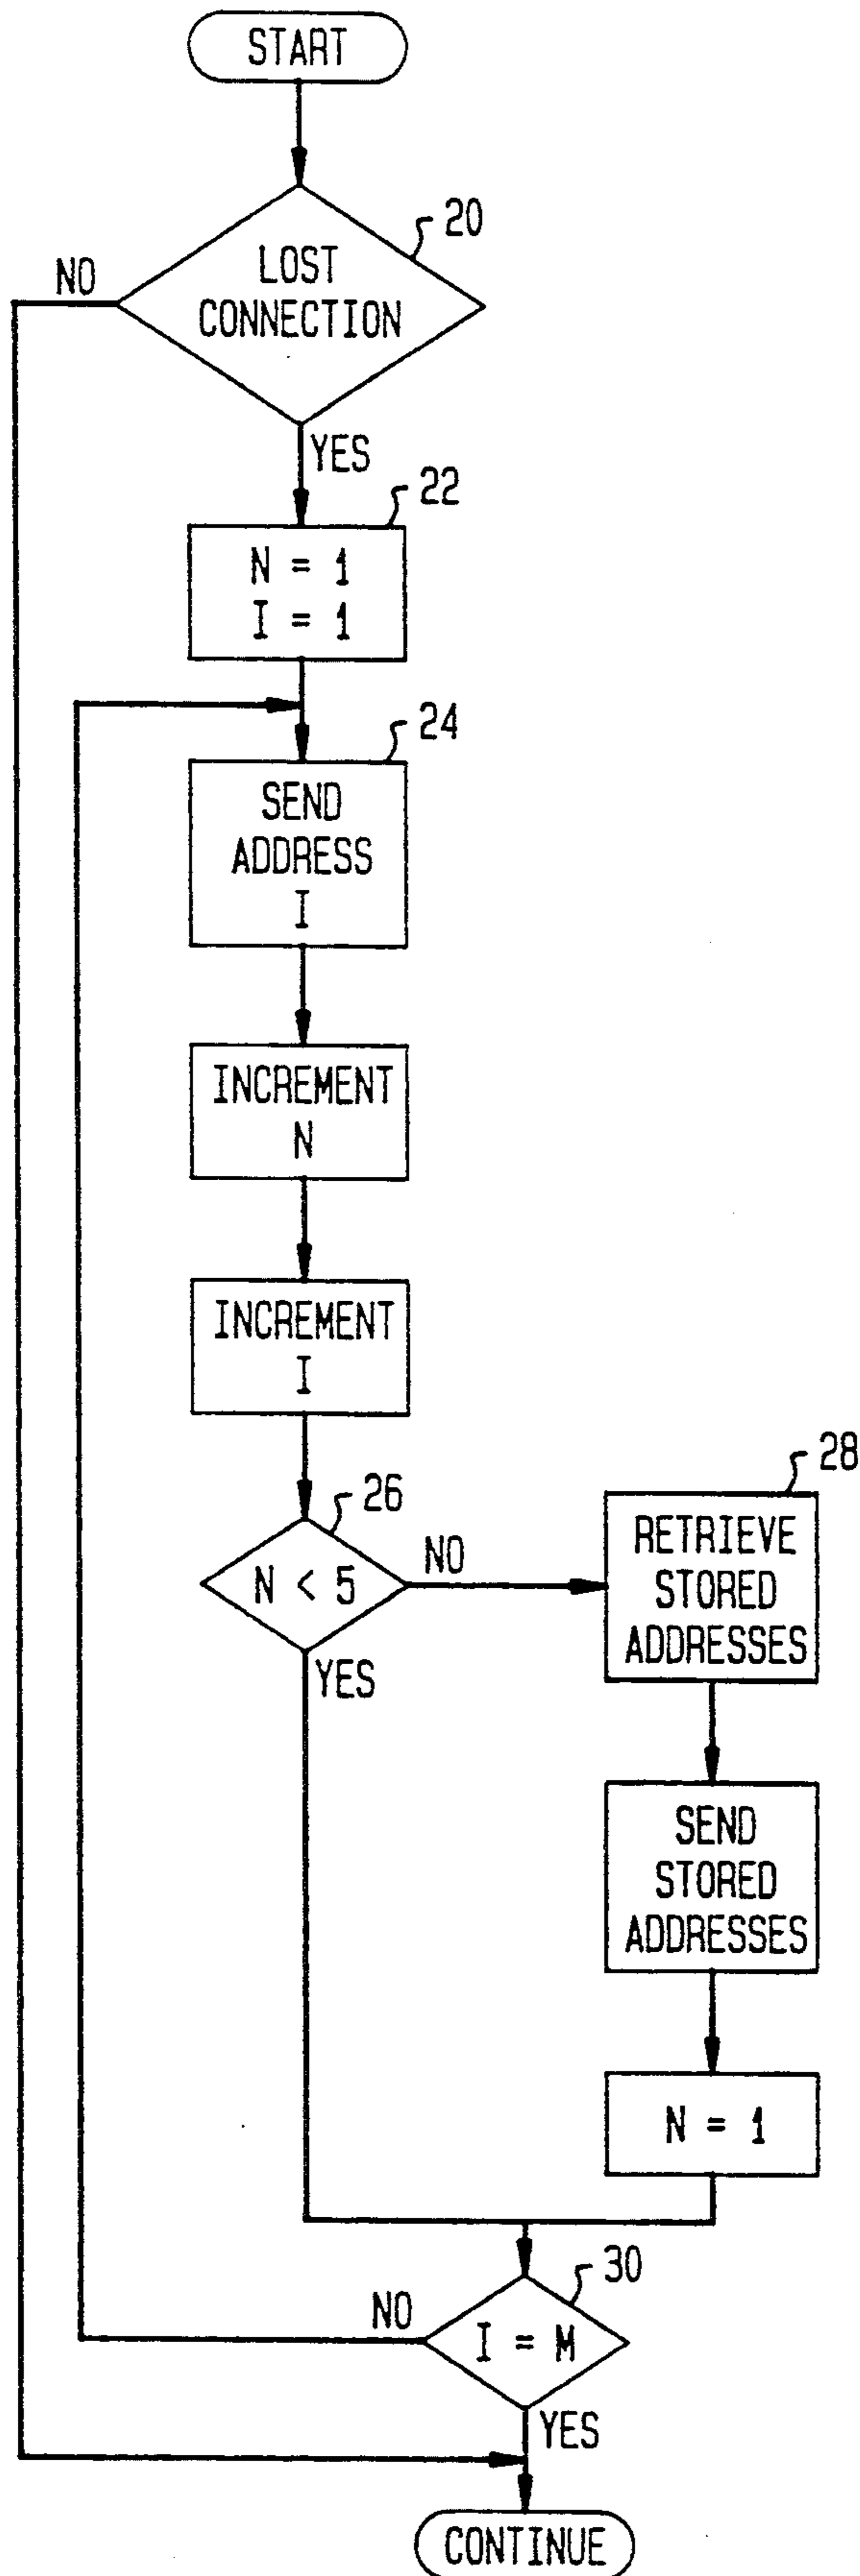 START
20
LOST
CONNECTION
NO
YES
22
N = 1
I = 1
24
SEND
ADDRESS
I
INCREMENT
N
INCREMENT
I
26
N < 5
NO
YES
28
RETRIEVE
STORED
ADDRESSES
SEND
STORED
ADDRESSES
N = 1
30
NO
I = M
YES
CONTINUE